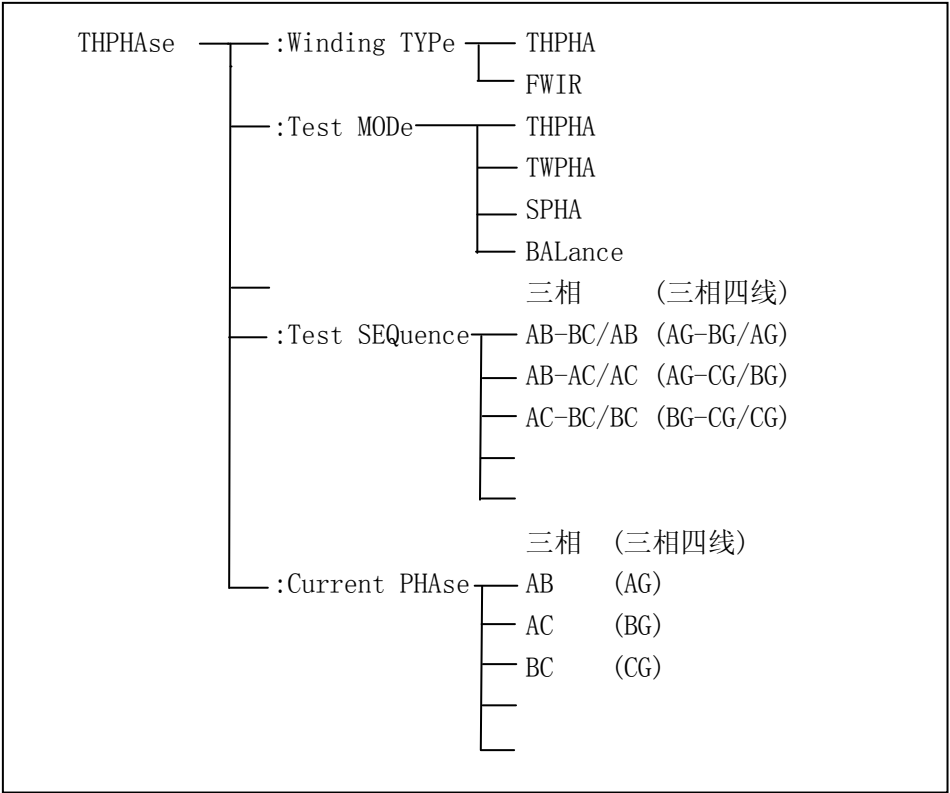 THPHAse :Winding TYPe THPHA
FWIR
:Test MODe THPHA
TWPHA
SPHA
BALance
三相 (三相四线)
:Test SEQuence AB-BC/AB (AG-BG/AG)
AB-AC/AC (AG-CG/BG)
AC-BC/BC (BG-CG/CG)
三相 (三相四线)
:Current PHAse AB (AG)
AC (BG)
BC (CG)